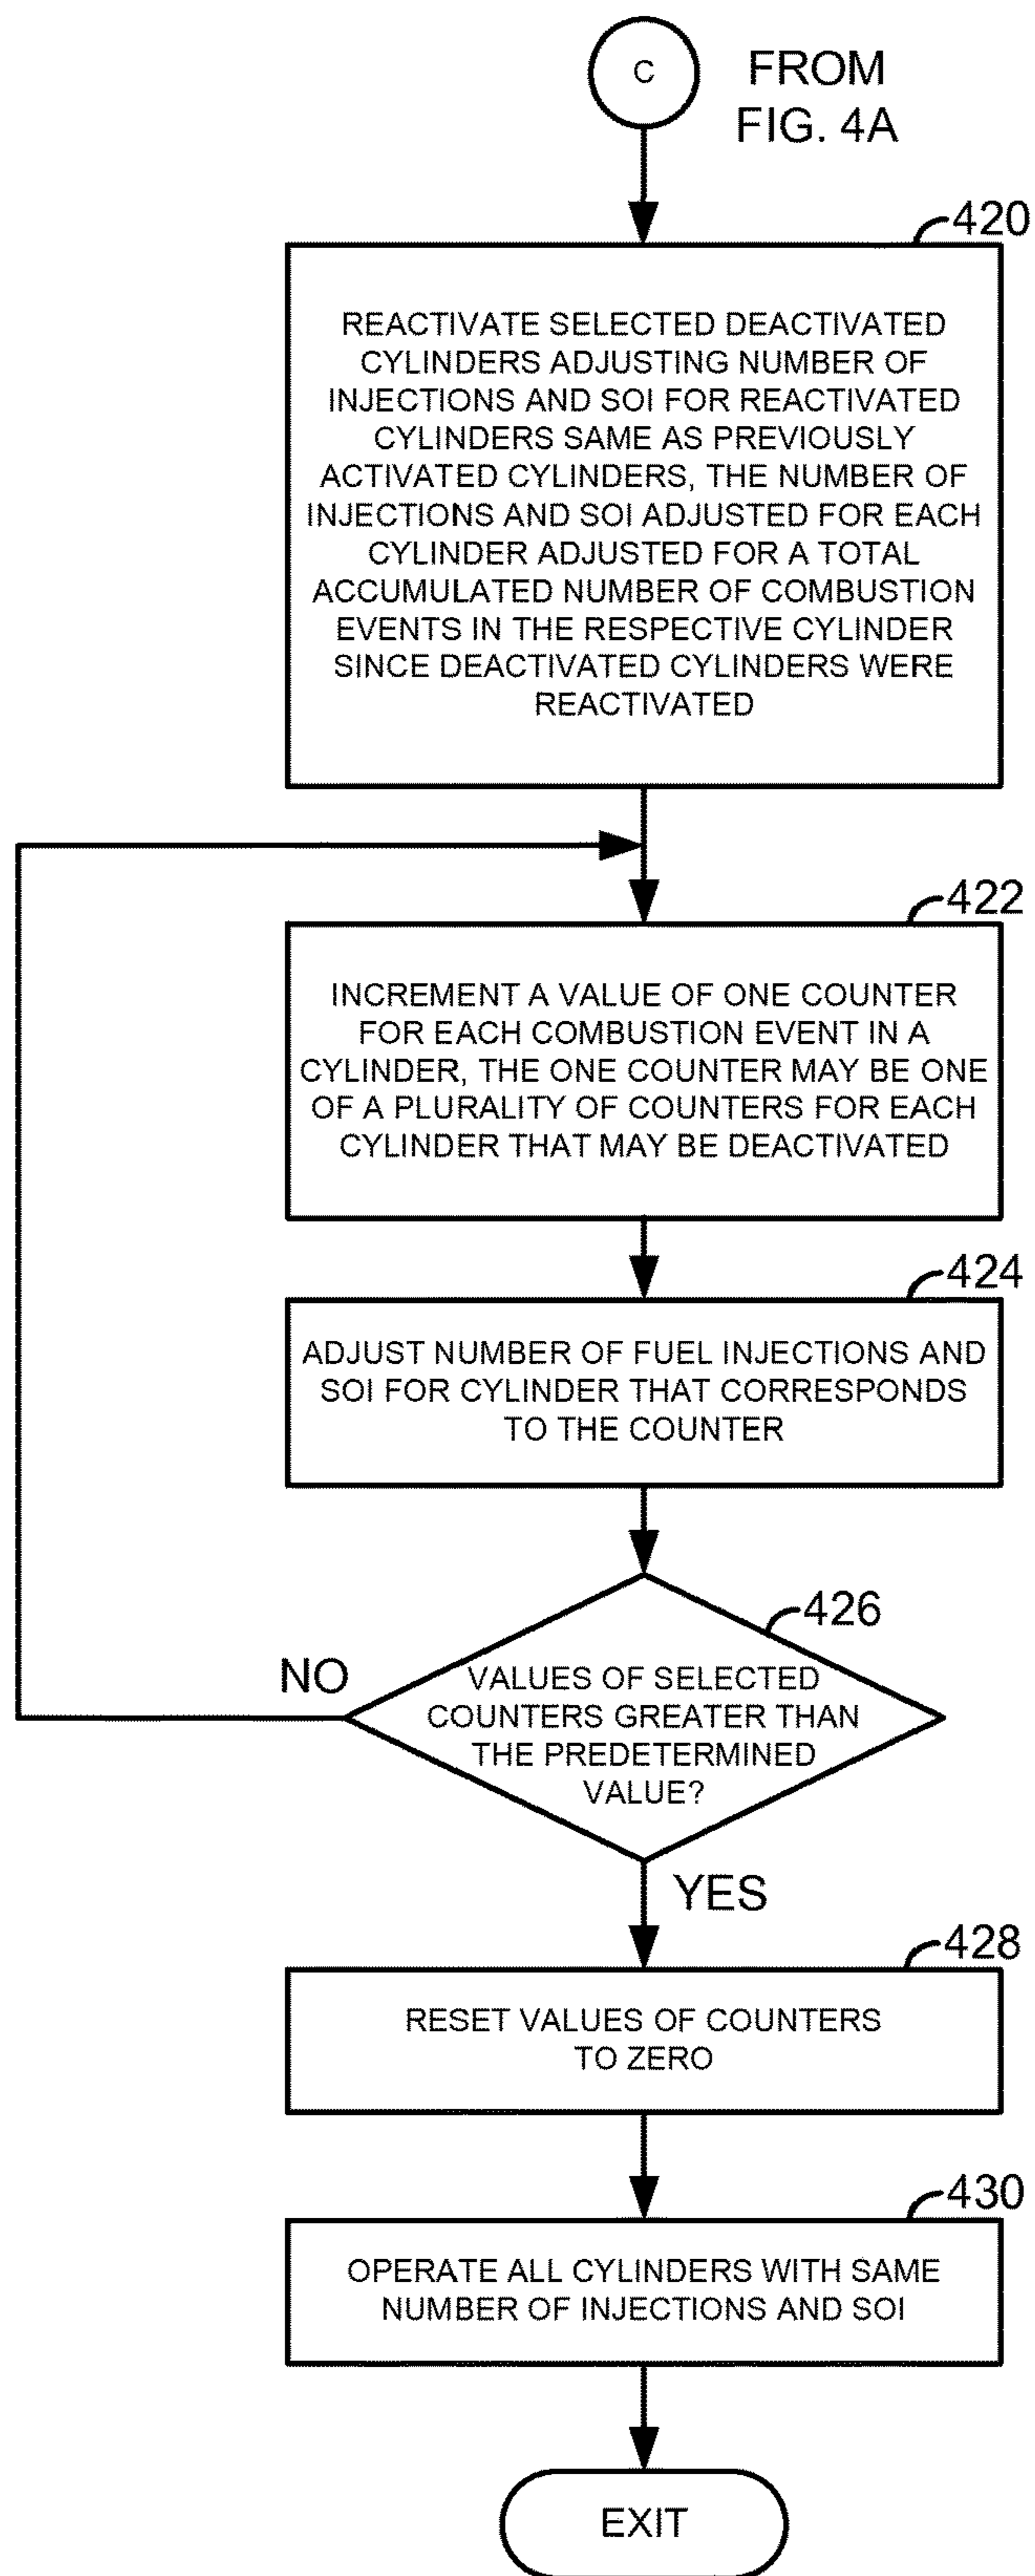 C
FROM
FIG. 4A
420
REACTIVATE SELECTED DEACTIVATED
CYLINDERS ADJUSTING NUMBER OF
INJECTIONS AND SOI FOR REACTIVATED
CYLINDERS SAME AS PREVIOUSLY
ACTIVATED CYLINDERS, THE NUMBER OF
INJECTIONS AND SOI ADJUSTED FOR EACH
CYLINDER ADJUSTED FOR A TOTAL
ACCUMULATED NUMBER OF COMBUSTION
EVENTS IN THE RESPECTIVE CYLINDER
SINCE DEACTIVATED CYLINDERS WERE
REACTIVATED
422
INCREMENT A VALUE OF ONE COUNTER
FOR EACH COMBUSTION EVENT IN A
CYLINDER, THE ONE COUNTER MAY BE ONE
OF A PLURALITY OF COUNTERS FOR EACH
CYLINDER THAT MAY BE DEACTIVATED
424
ADJUST NUMBER OF FUEL INJECTIONS AND
SOI FOR CYLINDER THAT CORRESPONDS
TO THE COUNTER
426
NO
VALUES OF SELECTED
COUNTERS GREATER THAN
THE PREDETERMINED
VALUE?
YES
428
RESET VALUES OF COUNTERS
TO ZERO
430
OPERATE ALL CYLINDERS WITH SAME
NUMBER OF INJECTIONS AND SOI
EXIT